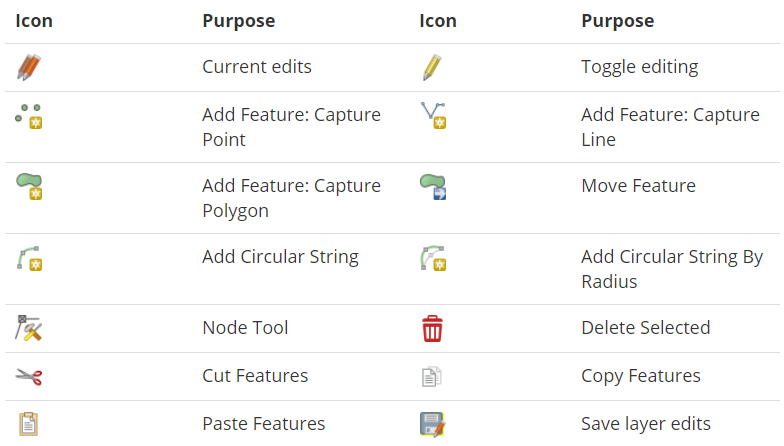 Icon Purpose Icon Purpose
Current edits Toggle editing
Add Feature: Capture Point Add Feature: Capture Line
Add Feature: Capture Polygon Move Feature
Add Circular String Add Circular String By Radius
Node Tool Delete Selected
Cut Features Copy Features
Paste Features Save layer edits